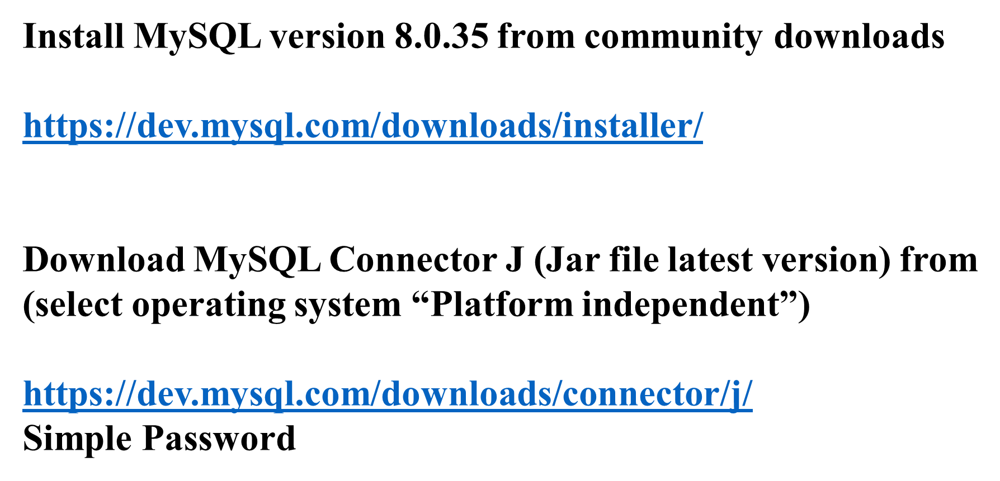 Install MySQL version 8.0.35 from community downloads
https://dev.mysql.com/downloads/installer/
Download MySQL Connector J (Jar file latest version) from
(select operating system “Platform independent”)
https://dev.mysql.com/downloads/connector/j/
Simple Password